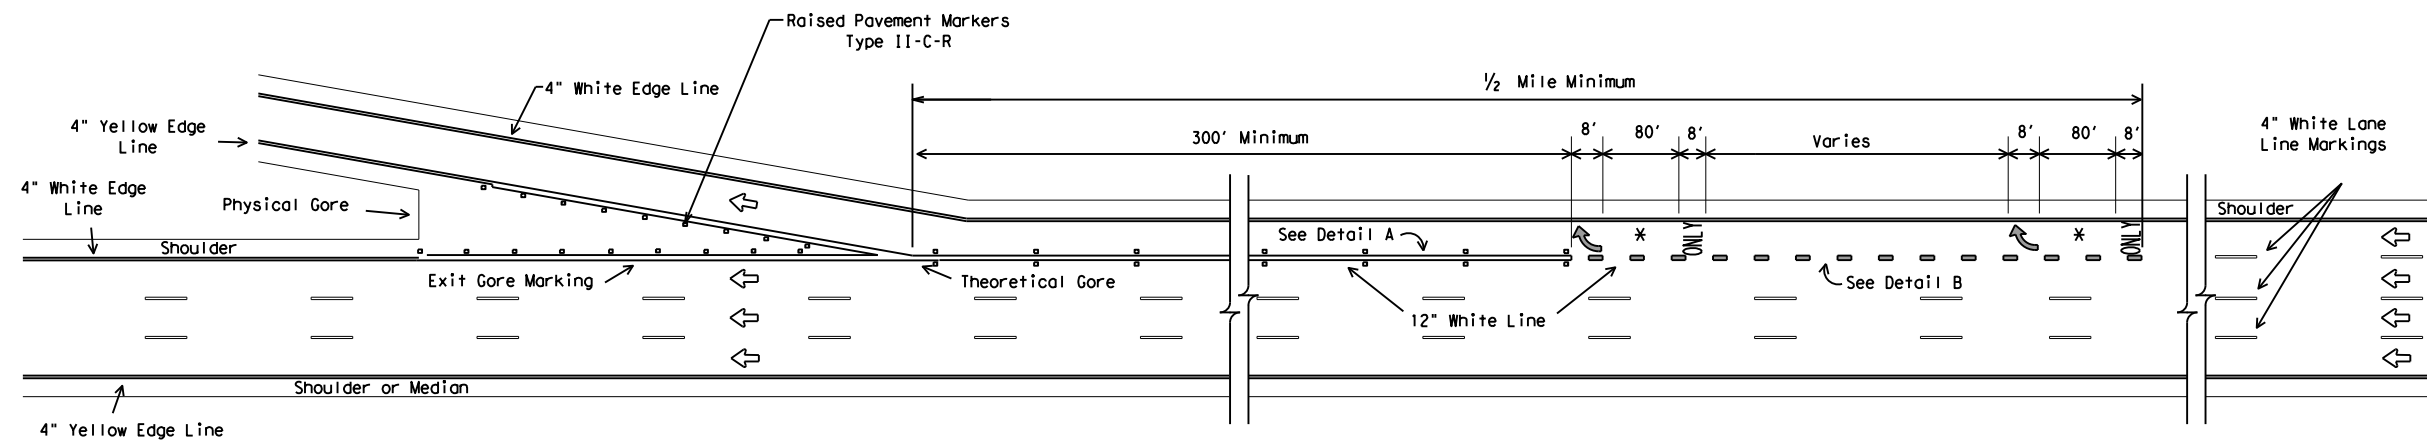 Raised Pavement Markers
Type II-C-R
½ Mile Minimum
4" White Edge Line
4" Yellow Edge
Line
300' Minimum
8'
80'
8'
Varies
8'
80'
8'
4" White Lane
Line Markings
4" White Edge
Line
Physical Gore
Shoulder
Shoulder
See Detail A
*
ONLY
*
ONLY
Exit Gore Marking
Theoretical Gore
See Detail B
12" White Line
Shoulder or Median
4" Yellow Edge Line